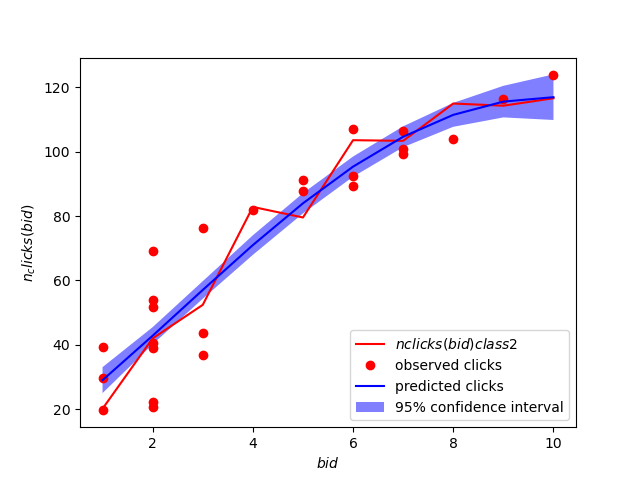 120
100
80
60
40
20
n_clicks(bid)
nclicks(bid)class2
observed clicks
predicted clicks
95% confidence interval
2 4 6 8 10
bid